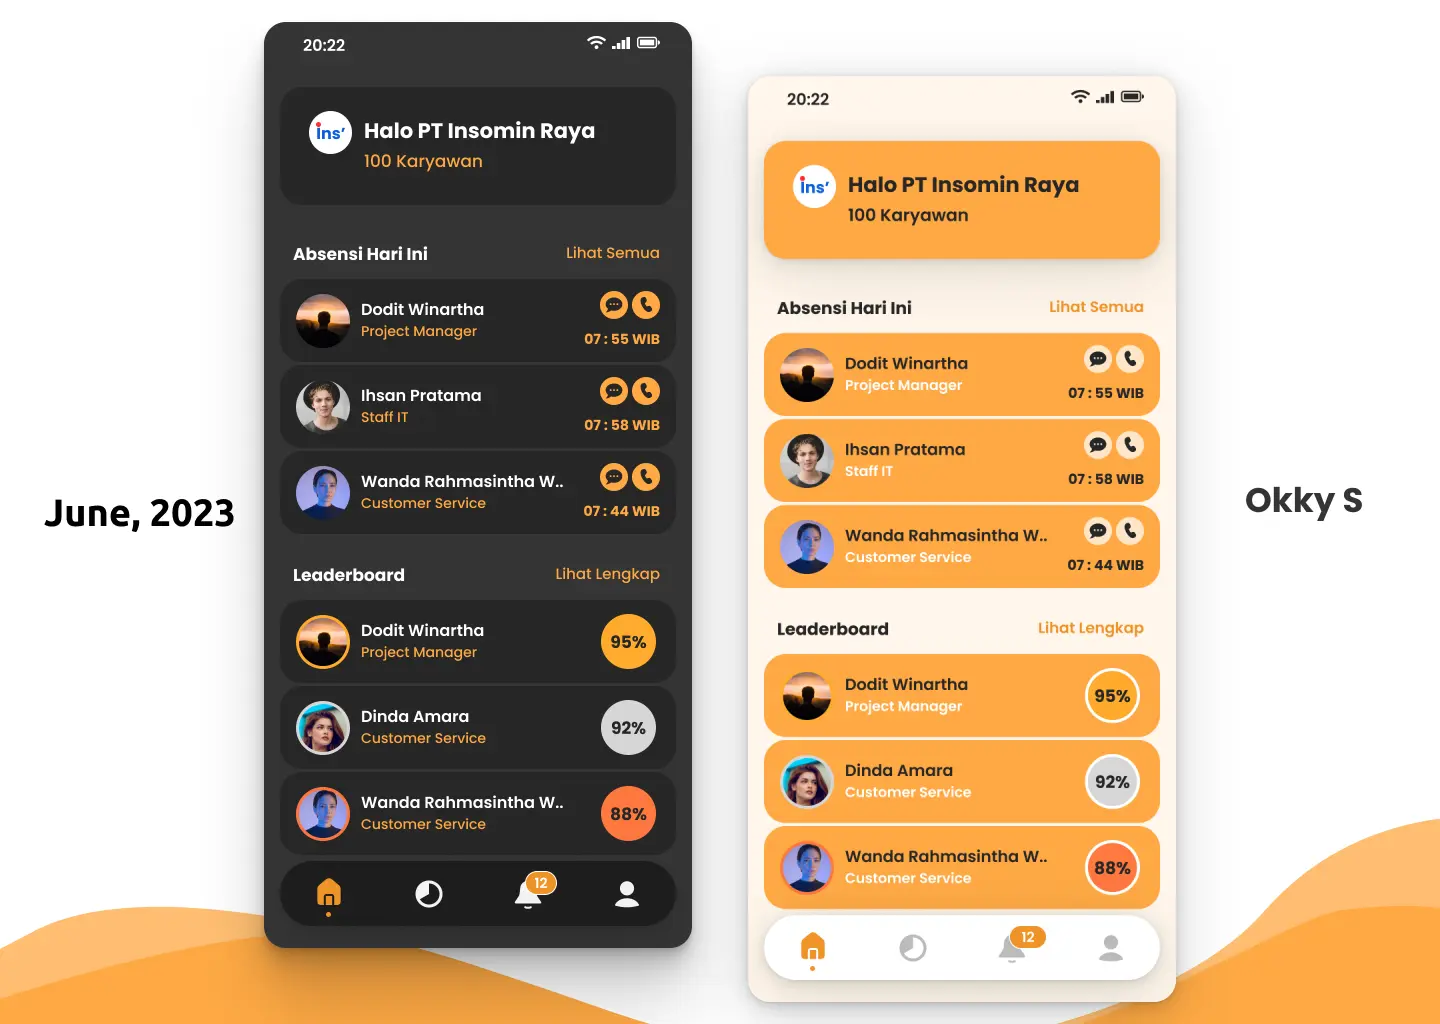 June, 2023
20:22
ins'
Halo PT Insomin Raya
100 Karyawan
Absensi Hari Ini
Lihat Semua
Dodit Winartha
Project Manager
07 : 55 WIB
Ihsan Pratama
Staff IT
07 : 58 WIB
Wanda Rahmasintha W..
Customer Service
07 : 44 WIB
Leaderboard
Lihat Lengkap
Dodit Winartha
Project Manager
95%
Dinda Amara
Customer Service
92%
Wanda Rahmasintha W..
Customer Service
88%
12
20:22
ins'
Halo PT Insomin Raya
100 Karyawan
Absensi Hari Ini
Lihat Semua
Dodit Winartha
Project Manager
07 : 55 WIB
Ihsan Pratama
Staff IT
07 : 58 WIB
Wanda Rahmasintha W..
Customer Service
07 : 44 WIB
Leaderboard
Lihat Lengkap
Dodit Winartha
Project Manager
95%
Dinda Amara
Customer Service
92%
Wanda Rahmasintha W..
Customer Service
88%
12
Okky S